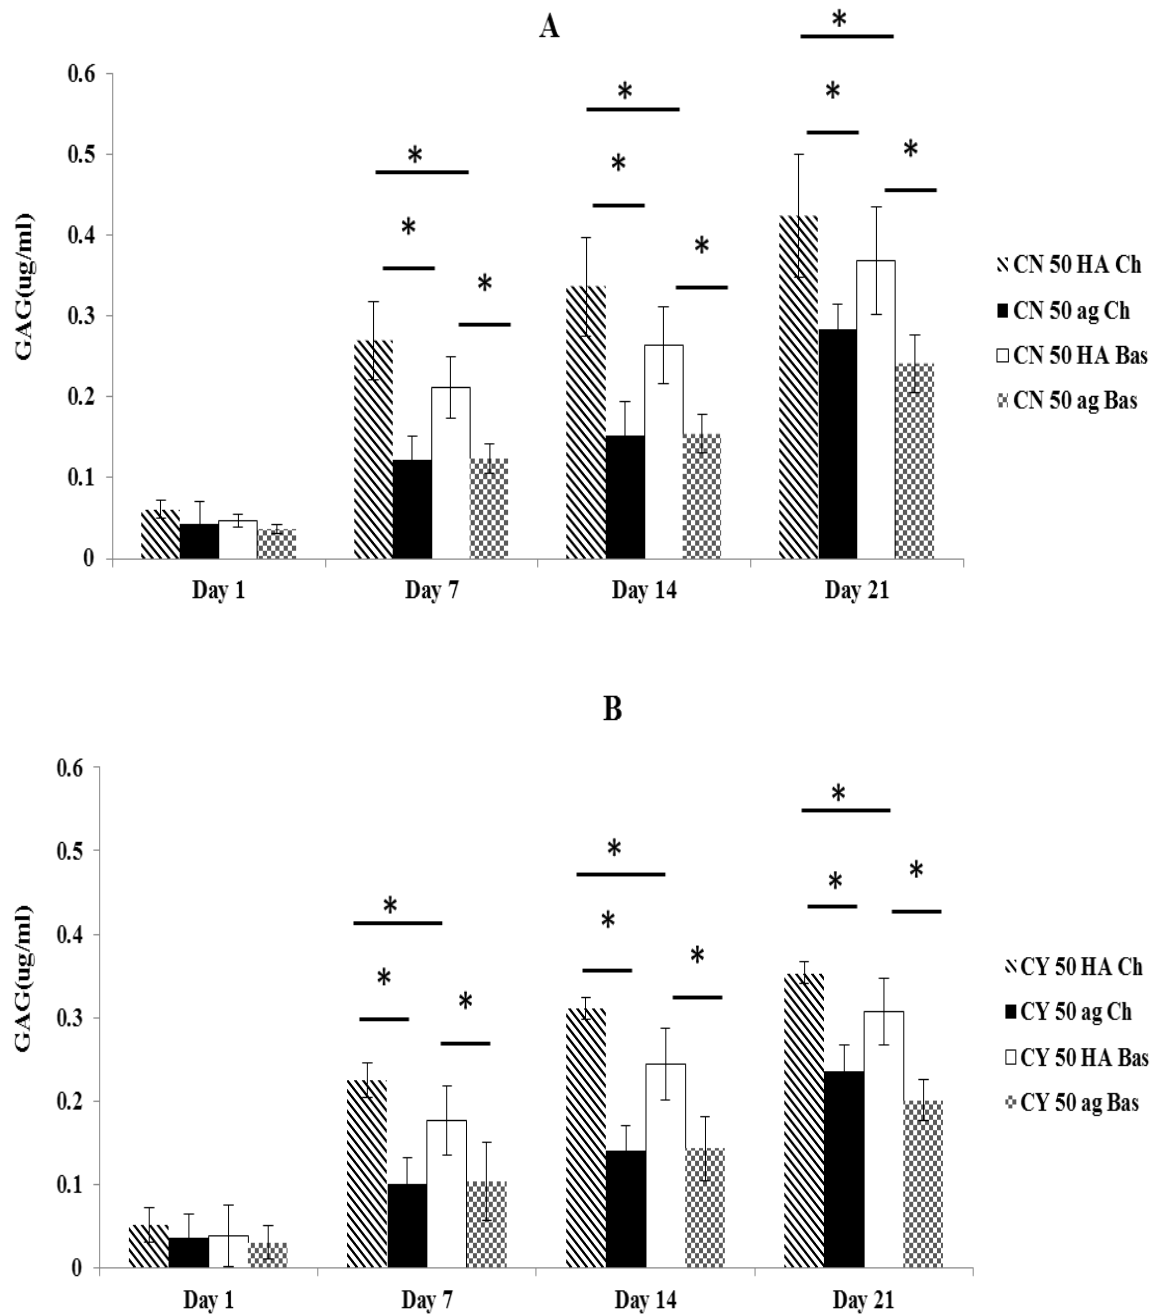 A
*
*
*
*
*
*
*
*
*
0.6
0.5
0.4
0.3
0.2
0.1
0
GAG(ug/ml)
Day 1
Day 7
Day 14
Day 21
CN 50 HA Ch
CN 50 ag Ch
CN 50 HA Bas
CN 50 ag Bas
B
*
*
*
*
*
*
*
*
*
0.6
0.5
0.4
0.3
0.2
0.1
0
GAG(ug/ml)
Day 1
Day 7
Day 14
Day 21
CY 50 HA Ch
CY 50 ag Ch
CY 50 HA Bas
CY 50 ag Bas